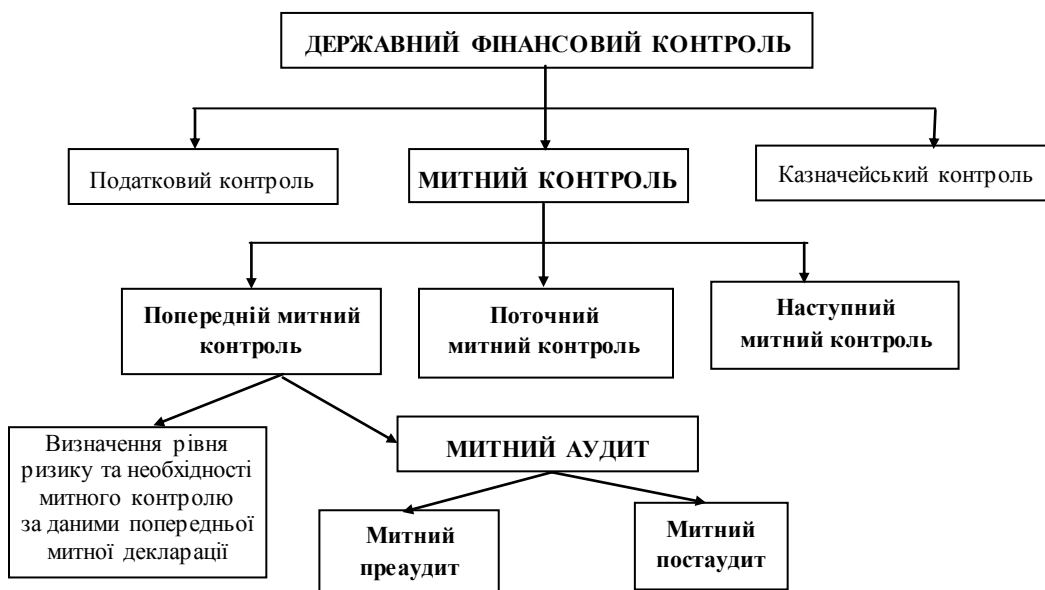 ДЕРЖАВНИЙ ФІНАНСОВИЙ КОНТРОЛЬ
Податковий контроль
МИТНИЙ КОНТРОЛЬ
Казначейський контроль
Попередній митний
контроль
Поточний
митний контроль
Наступний
митний контроль
Визначення рівня
ризику та необхідності
митного контролю
за даними попередньої
митної декларації
МИТНИЙ АУДИТ
Митний
преаудит
Митний
постаудит